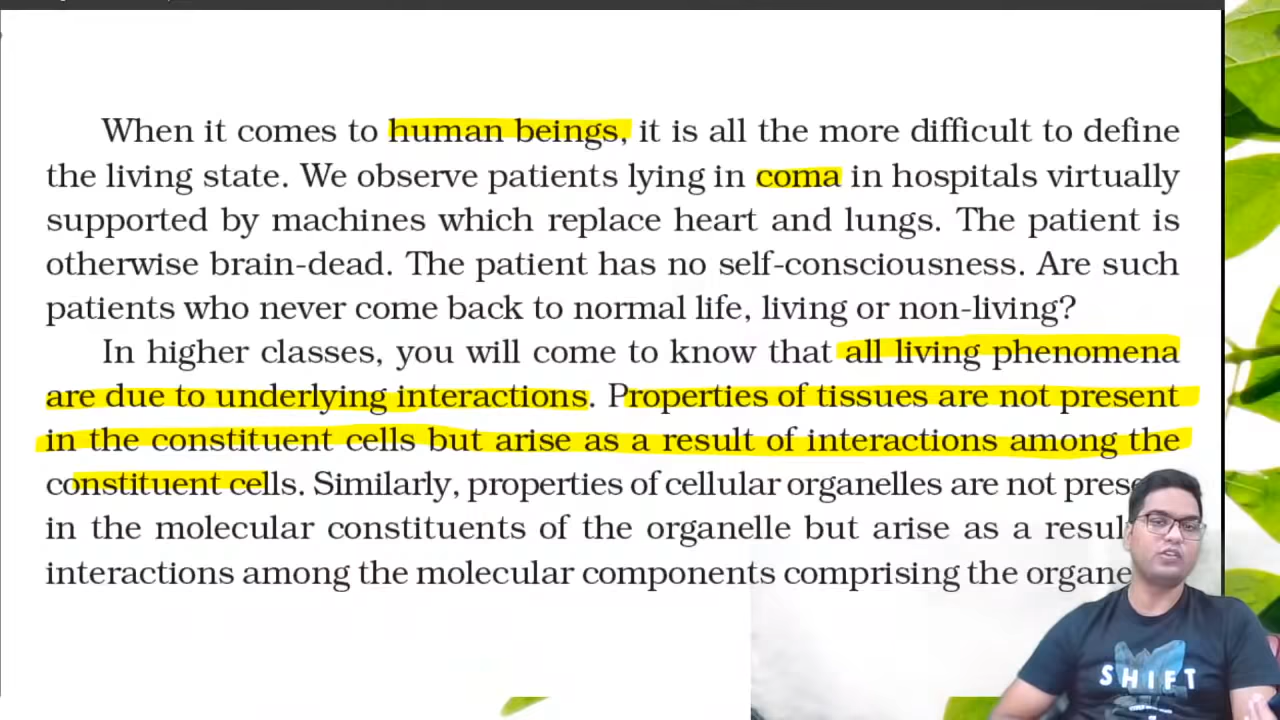 When it comes to human beings, it is all the more difficult to define
the living state. We observe patients lying in coma in hospitals virtually
supported by machines which replace heart and lungs. The patient is
otherwise brain-dead. The patient has no self-consciousness. Are such
patients who never come back to normal life, living or non-living?
In higher classes, you will come to know that all living phenomena
are due to underlying interactions. Properties of tissues are not present
in the constituent cells but arise as a result of interactions among the
constituent cells. Similarly, properties of cellular organelles are not
in the molecular constituents of the organelle but arise as a
interactions among the molecular components comprising the
SHIFT